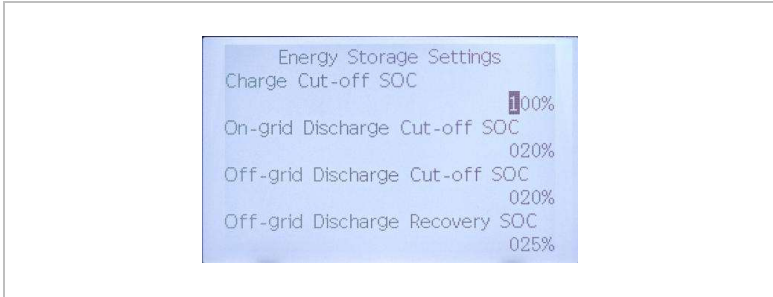 Energy Storage Settings
Charge Cut-off SOC
100%
On-grid Discharge Cut-off SOC
020%
Off-grid Discharge Cut-off SOC
020%
Off-grid Discharge Recovery SOC
025%